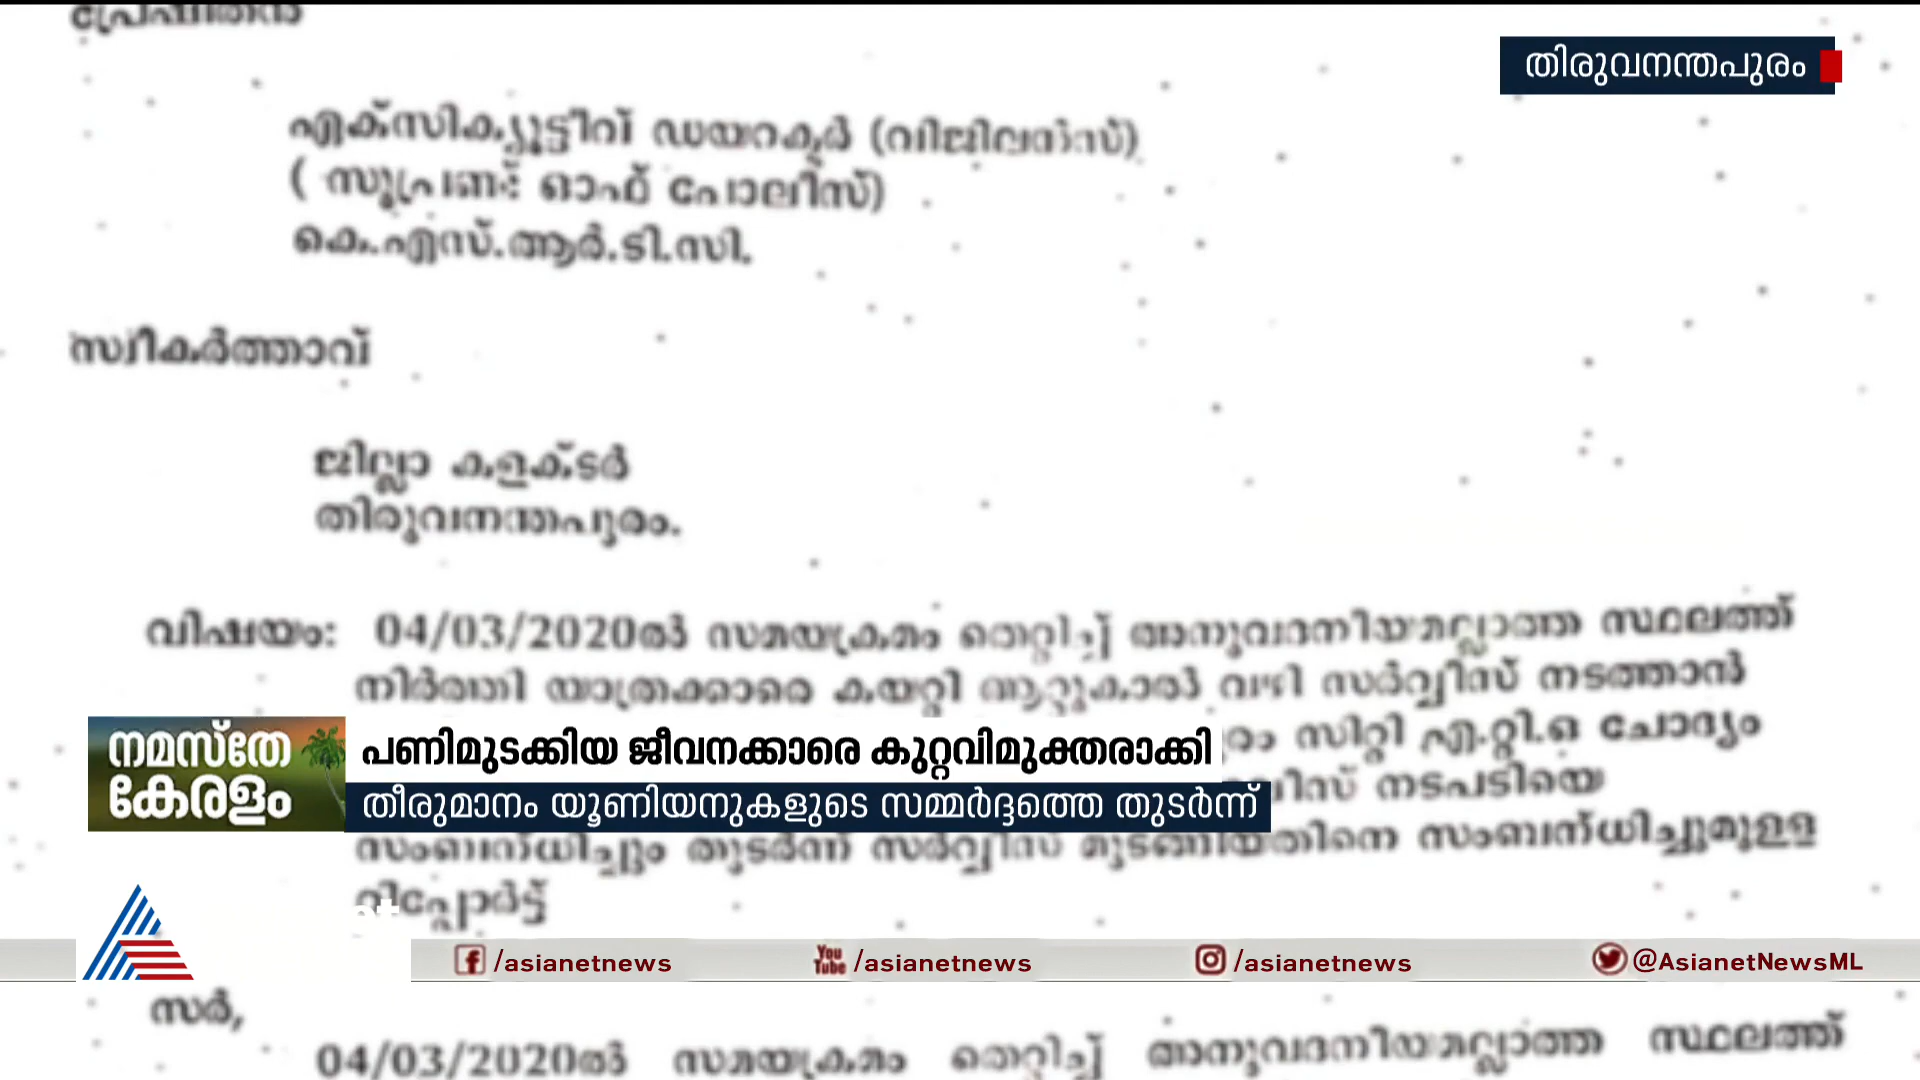 പ്രേഷിതൻ
തിരുവനന്തപുരം
എക്സിക്യൂട്ടീവ് ഡയറക്ടർ (വിജിലൻസ്)
( സൂപ്രണ്ട് ഓഫ് പോലീസ്)
കെ.എസ്.ആർ.ടി.സി.
സ്വീകർത്താവ്
ജില്ലാ കളക്ടർ
തിരുവനന്തപുരം.
വിഷയം: 04/03/2020ൽ സമയക്രമം തെറ്റിച്ച് അനുവദനീയമല്ലാത്ത സ്ഥലത്ത്
നിർത്തി യാത്രക്കാരെ കയറ്റി ആറ്റുകാൽ വഴി സർവ്വീസ് നടത്താൻ
സിറ്റി എ.റ്റി.ഒ ചോദ്യം
നമസ്തേ കേരളം
പണിമുടക്കിയ ജീവനക്കാരെ കുറ്റവിമുക്തരാക്കി
തീരുമാനം യൂണിയനുകളുടെ സമ്മർദ്ദത്തെ തുടർന്ന്
നടപടിയെ
സംബന്ധിച്ചും തുടർന്ന് സർവ്വീസ് മുടങ്ങിയതിനെ സംബന്ധിച്ചുമുള്ള
റിപ്പോർട്ട്
/asianetnews /asianetnews /asianetnews @AsianetNewsML
സർ,
04/03/2020ൽ സമയക്രമം തെറ്റിച്ച് അനുവദനീയമല്ലാത്ത സ്ഥലത്ത്